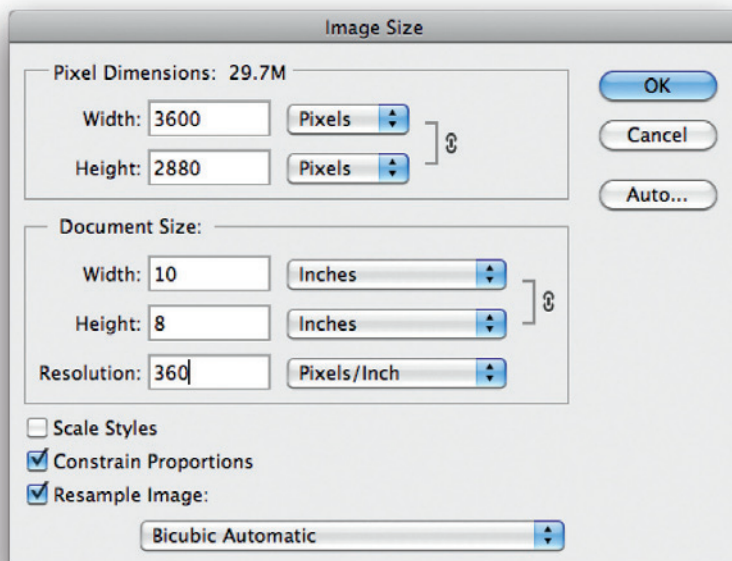 Image Size
Pixel Dimensions: 29.7M
Width: 3600 Pixels
Height: 2880 Pixels
OK
Cancel
Auto...
Document Size:
Width: 10 Inches
Height: 8 Inches
Resolution: 360 Pixels/Inch
Scale Styles
Constrain Proportions
Resample Image:
Bicubic Automatic